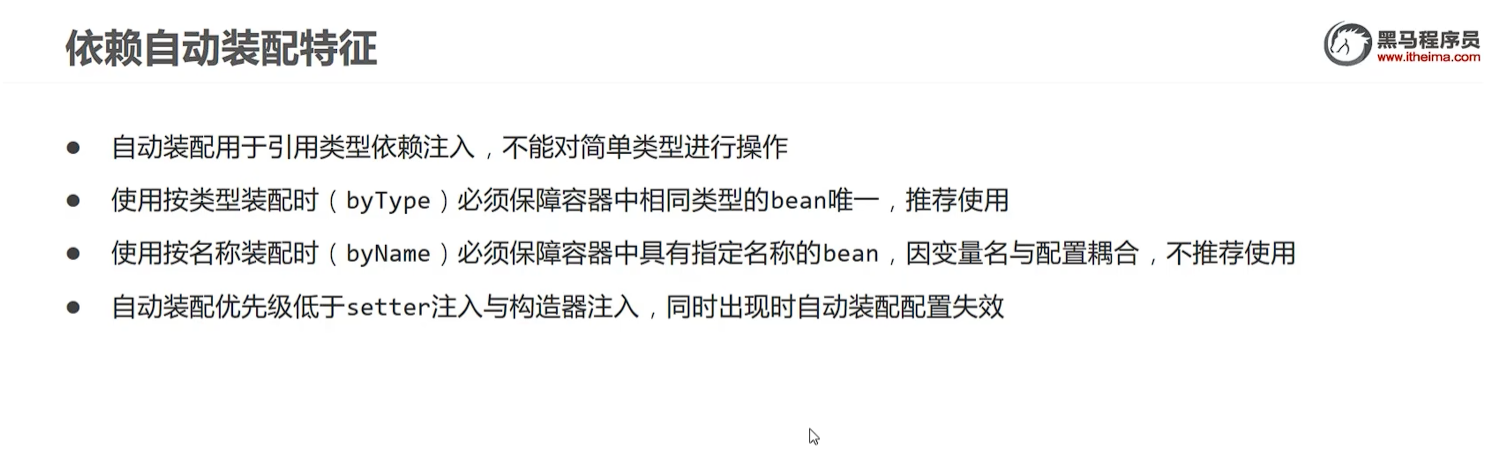 依赖自动装配特征
黑马程序员
www.itheima.com
● 自动装配用于引用类型依赖注入，不能对简单类型进行操作
● 使用按类型装配时（byType）必须保障容器中相同类型的bean唯一，推荐使用
● 使用按名称装配时（byName）必须保障容器中具有指定名称的bean，因变量名与配置耦合，不推荐使用
● 自动装配优先级低于setter注入与构造器注入，同时出现时自动装配配置失效